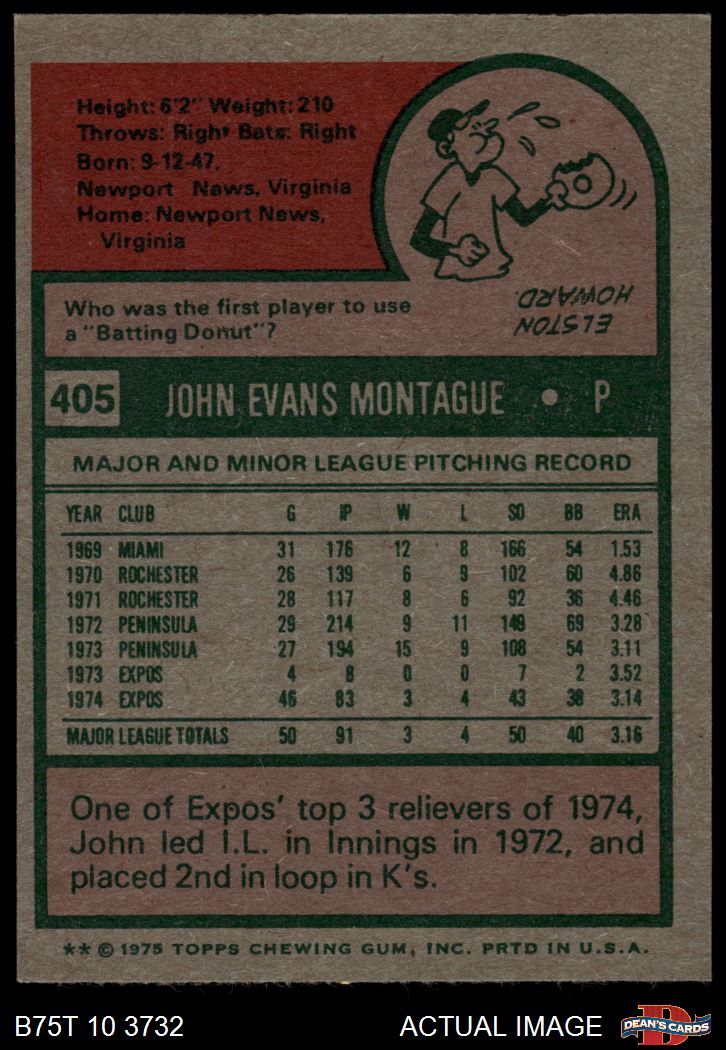 Height: 6'2" Weight: 210
Throws: Right Bats: Right
Born: 9-12-47,
Newport News, Virginia
Home: Newport News,
Virginia
Who was the first player to use
a "Batting Donut"?
ELSTON
HOWARD.
405 JOHN EVANS MONTAGUE • P
MAJOR AND MINOR LEAGUE PITCHING RECORD
YEAR CLUB G IP W L SO BB ERA
1969 MIAMI 31 176 12 8 166 54 1.53
1970 ROCHESTER 26 139 6 9 102 60 4.86
1971 ROCHESTER 28 117 8 6 92 36 4.46
1972 PENINSULA 29 214 9 11 149 69 3.28
1973 PENINSULA 27 194 15 9 108 54 3.11
1973 EXPOS 4 8 0 0 7 2 3.52
1974 EXPOS 46 83 3 4 43 38 3.14
MAJOR LEAGUE TOTALS 50 91 3 4 50 40 3.16
One of Expos' top 3 relievers of 1974,
John led I.L. in Innings in 1972, and
placed 2nd in loop in K's.
** © 1975 TOPPS CHEWING GUM, INC. PRTD IN U.S.A.
B75T 10 3732 ACTUAL IMAGE
D
DEAN'S CARDS